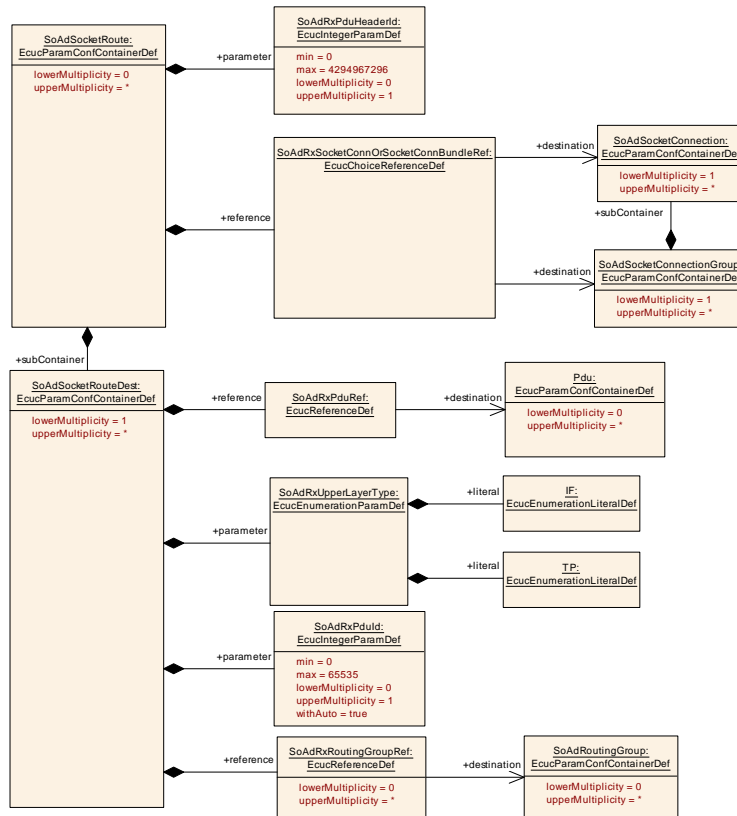 SoAdSocketRoute:
EcucParamConfContainerDef
lowerMultiplicity = 0
upperMultiplicity = *
+parameter
SoAdRxPduHeaderId:
EcucIntegerParamDef
min = 0
max = 4294967296
lowerMultiplicity = 0
upperMultiplicity = 1
+reference
SoAdRxSocketConnOrSocketConnBundleRef:
EcucChoiceReferenceDef
+destination
SoAdSocketConnection:
EcucParamConfContainerDe
lowerMultiplicity = 1
upperMultiplicity = *
+subContainer
+destination
SoAdSocketConnectionGroup
EcucParamConfContainerDe
lowerMultiplicity = 1
upperMultiplicity = *
+subContainer
SoAdSocketRouteDest:
EcucParamConfContainerDef
lowerMultiplicity = 1
upperMultiplicity = *
+reference
SoAdRxPduRef:
EcucReferenceDef
+destination
Pdu:
EcucParamConfContainerDef
lowerMultiplicity = 0
upperMultiplicity = *
+parameter
SoAdRxUpperLayerType:
EcucEnumerationParamDef
+literal
IF:
EcucEnumerationLiteralDef
+literal
TP:
EcucEnumerationLiteralDef
+parameter
SoAdRxPduId:
EcucIntegerParamDef
min = 0
max = 65535
lowerMultiplicity = 0
upperMultiplicity = 1
withAuto = true
+reference
SoAdRxRoutingGroupRef:
EcucReferenceDef
lowerMultiplicity = 0
upperMultiplicity = *
+destination
SoAdRoutingGroup:
EcucParamConfContainerDef
lowerMultiplicity = 0
upperMultiplicity = *